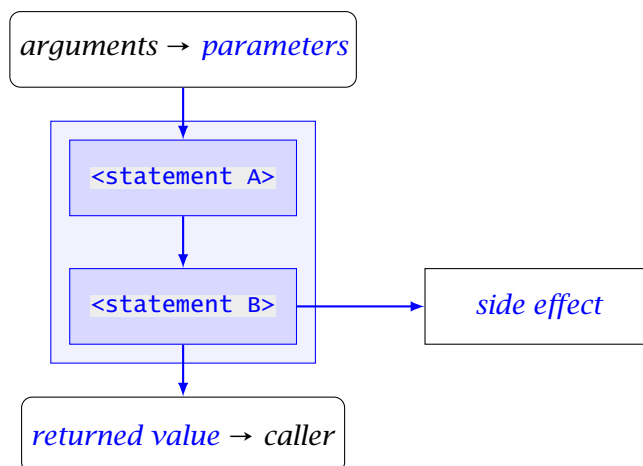 arguments → parameters
<statement A>
<statement B>
side effect
returned value → caller